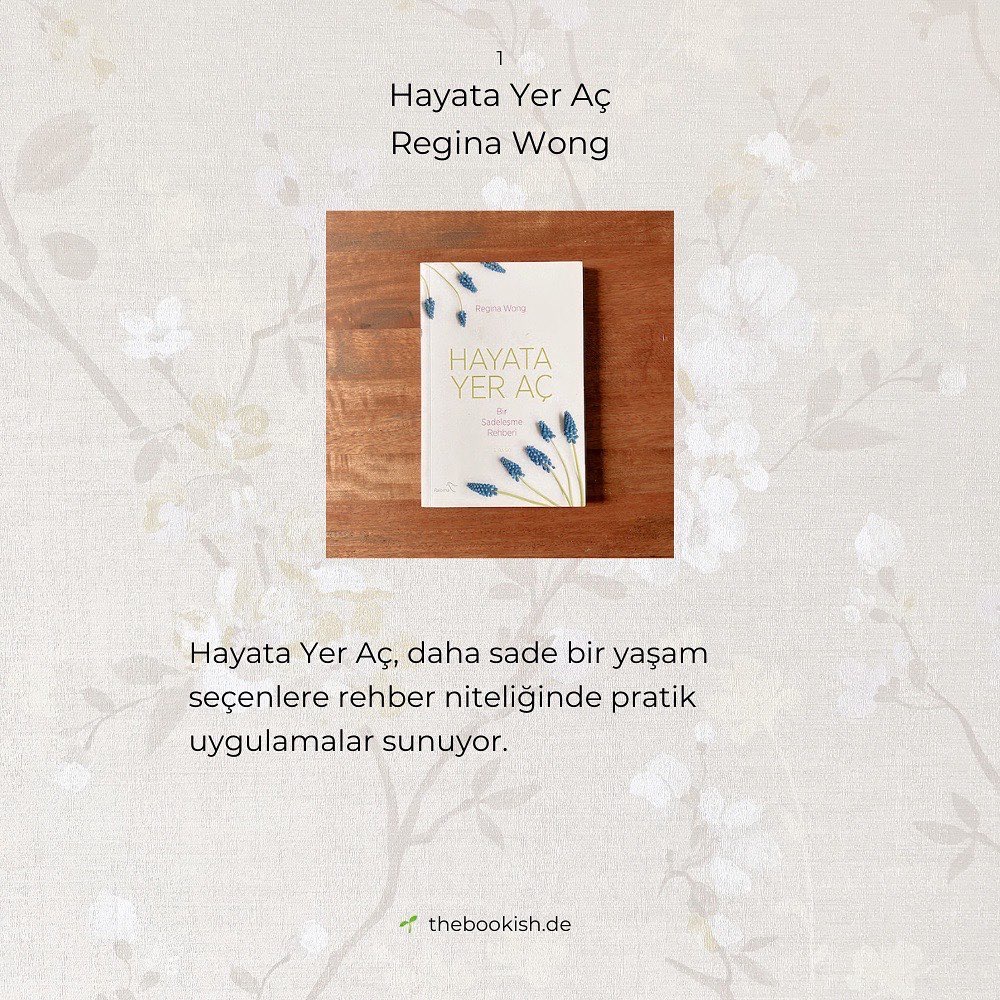 1
Hayata Yer Aç
Regina Wong
Regina Wong
HAYATA
YER AÇ
Bir
Sadeleşme
Rehberi
Hayata Yer Aç, daha sade bir yaşam
seçenlere rehber niteliğinde pratik
uygulamalar sunuyor.
thebookish.de